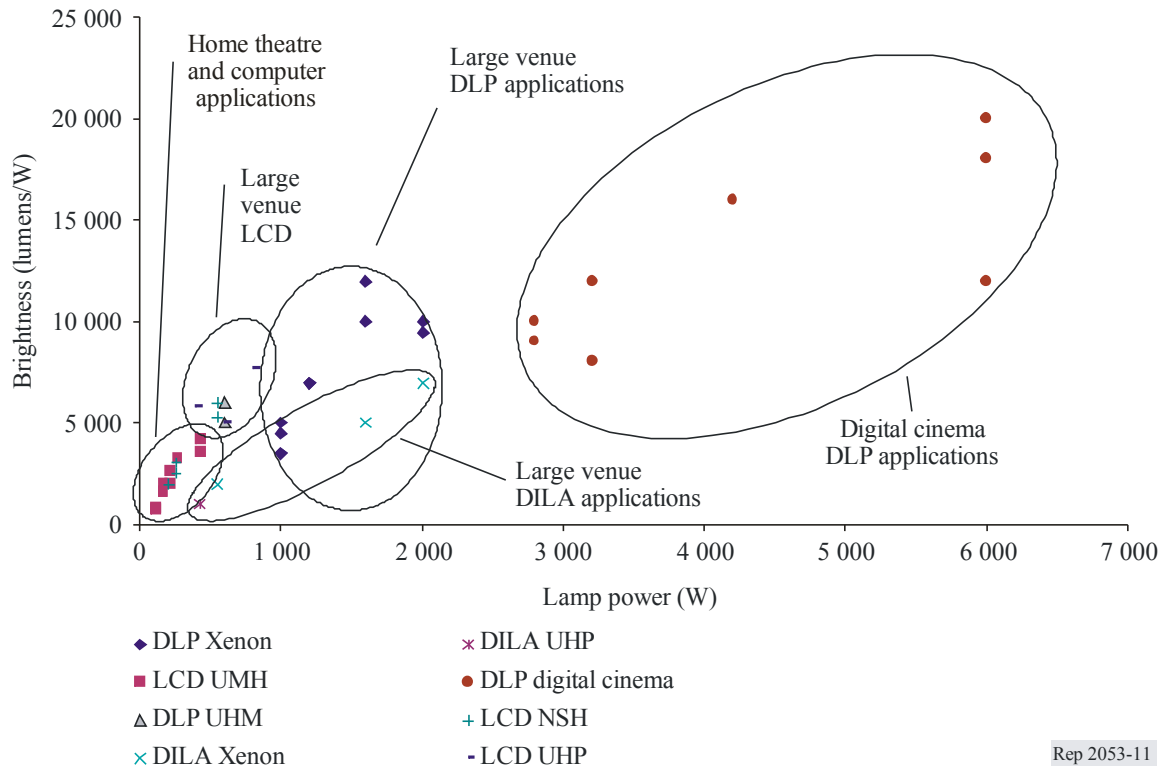 25 000
20 000
15 000
10 000
5 000
0
Brightness (lumens/W)
Home theatre
and computer
applications
Large venue
DLP applications
Large
venue
LCD
Large venue
DILA applications
Digital cinema
DLP applications
0
1 000
2 000
3 000
4 000
5 000
6 000
7 000
Lamp power (W)
DLP Xenon
LCD UMH
DLP UHM
DILA Xenon
DILA UHP
DLP digital cinema
LCD NSH
LCD UHP
Rep 2053-11